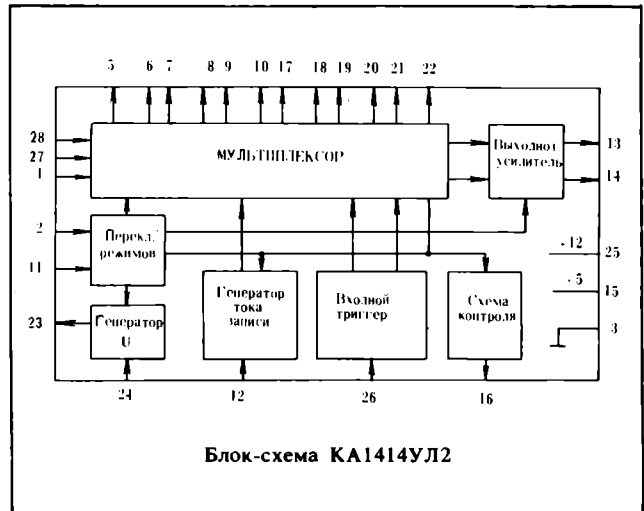 5 6 7 8 9 10 17 18 19 20 21 22
28
27
1
МУЛЬТИПЛЕКСОР
Выходной
усилитель
13
14
2
11
Перекл.
режимов
-12
25
-5
15
3
23
Генератор
U
Генератор
тока
записи
Входной
триггер
Схема
контроля
24 12 26 16
Блок-схема КА1414УЛ2